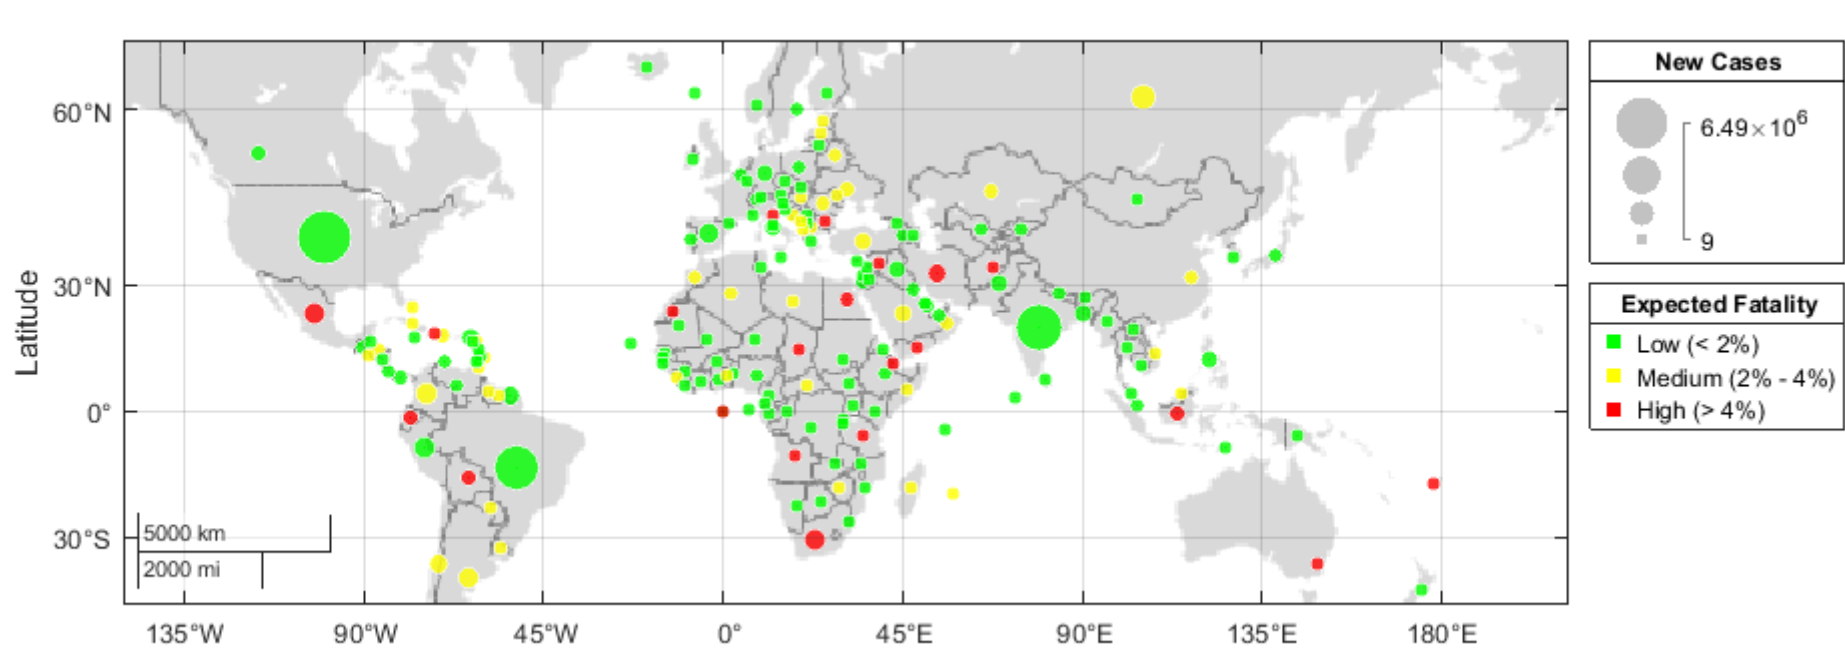 Latitude
60°N
30°N
0°
30°S
135°W
90°W
45°W
0°
45°E
90°E
135°E
180°E
5000 km
2000 mi
New Cases
6.49×10⁶
9
Expected Fatality
Low (< 2%)
Medium (2% - 4%)
High (> 4%)